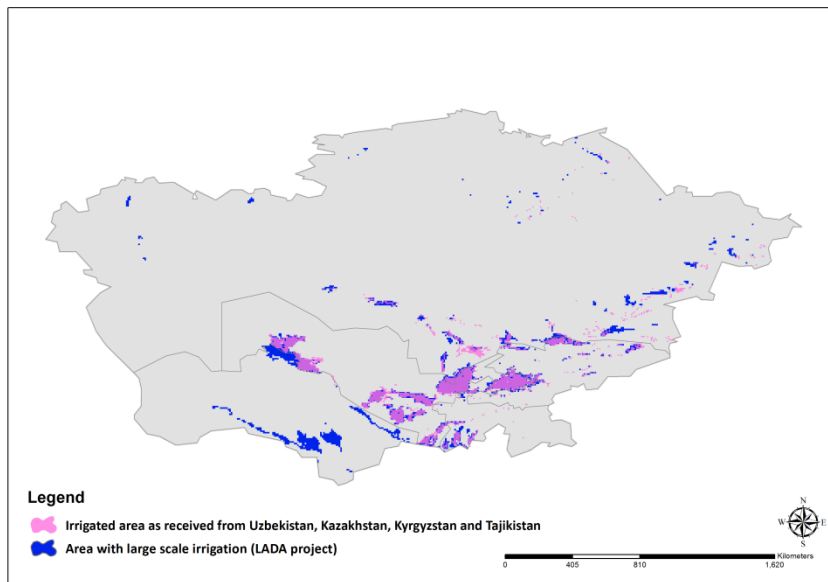 N
W E
S
Legend
Irrigated area as received from Uzbekistan, Kazakhstan, Kyrgyzstan and Tajikistan
Area with large scale irrigation (LADA project)
Kilometers
0 405 810 1,620